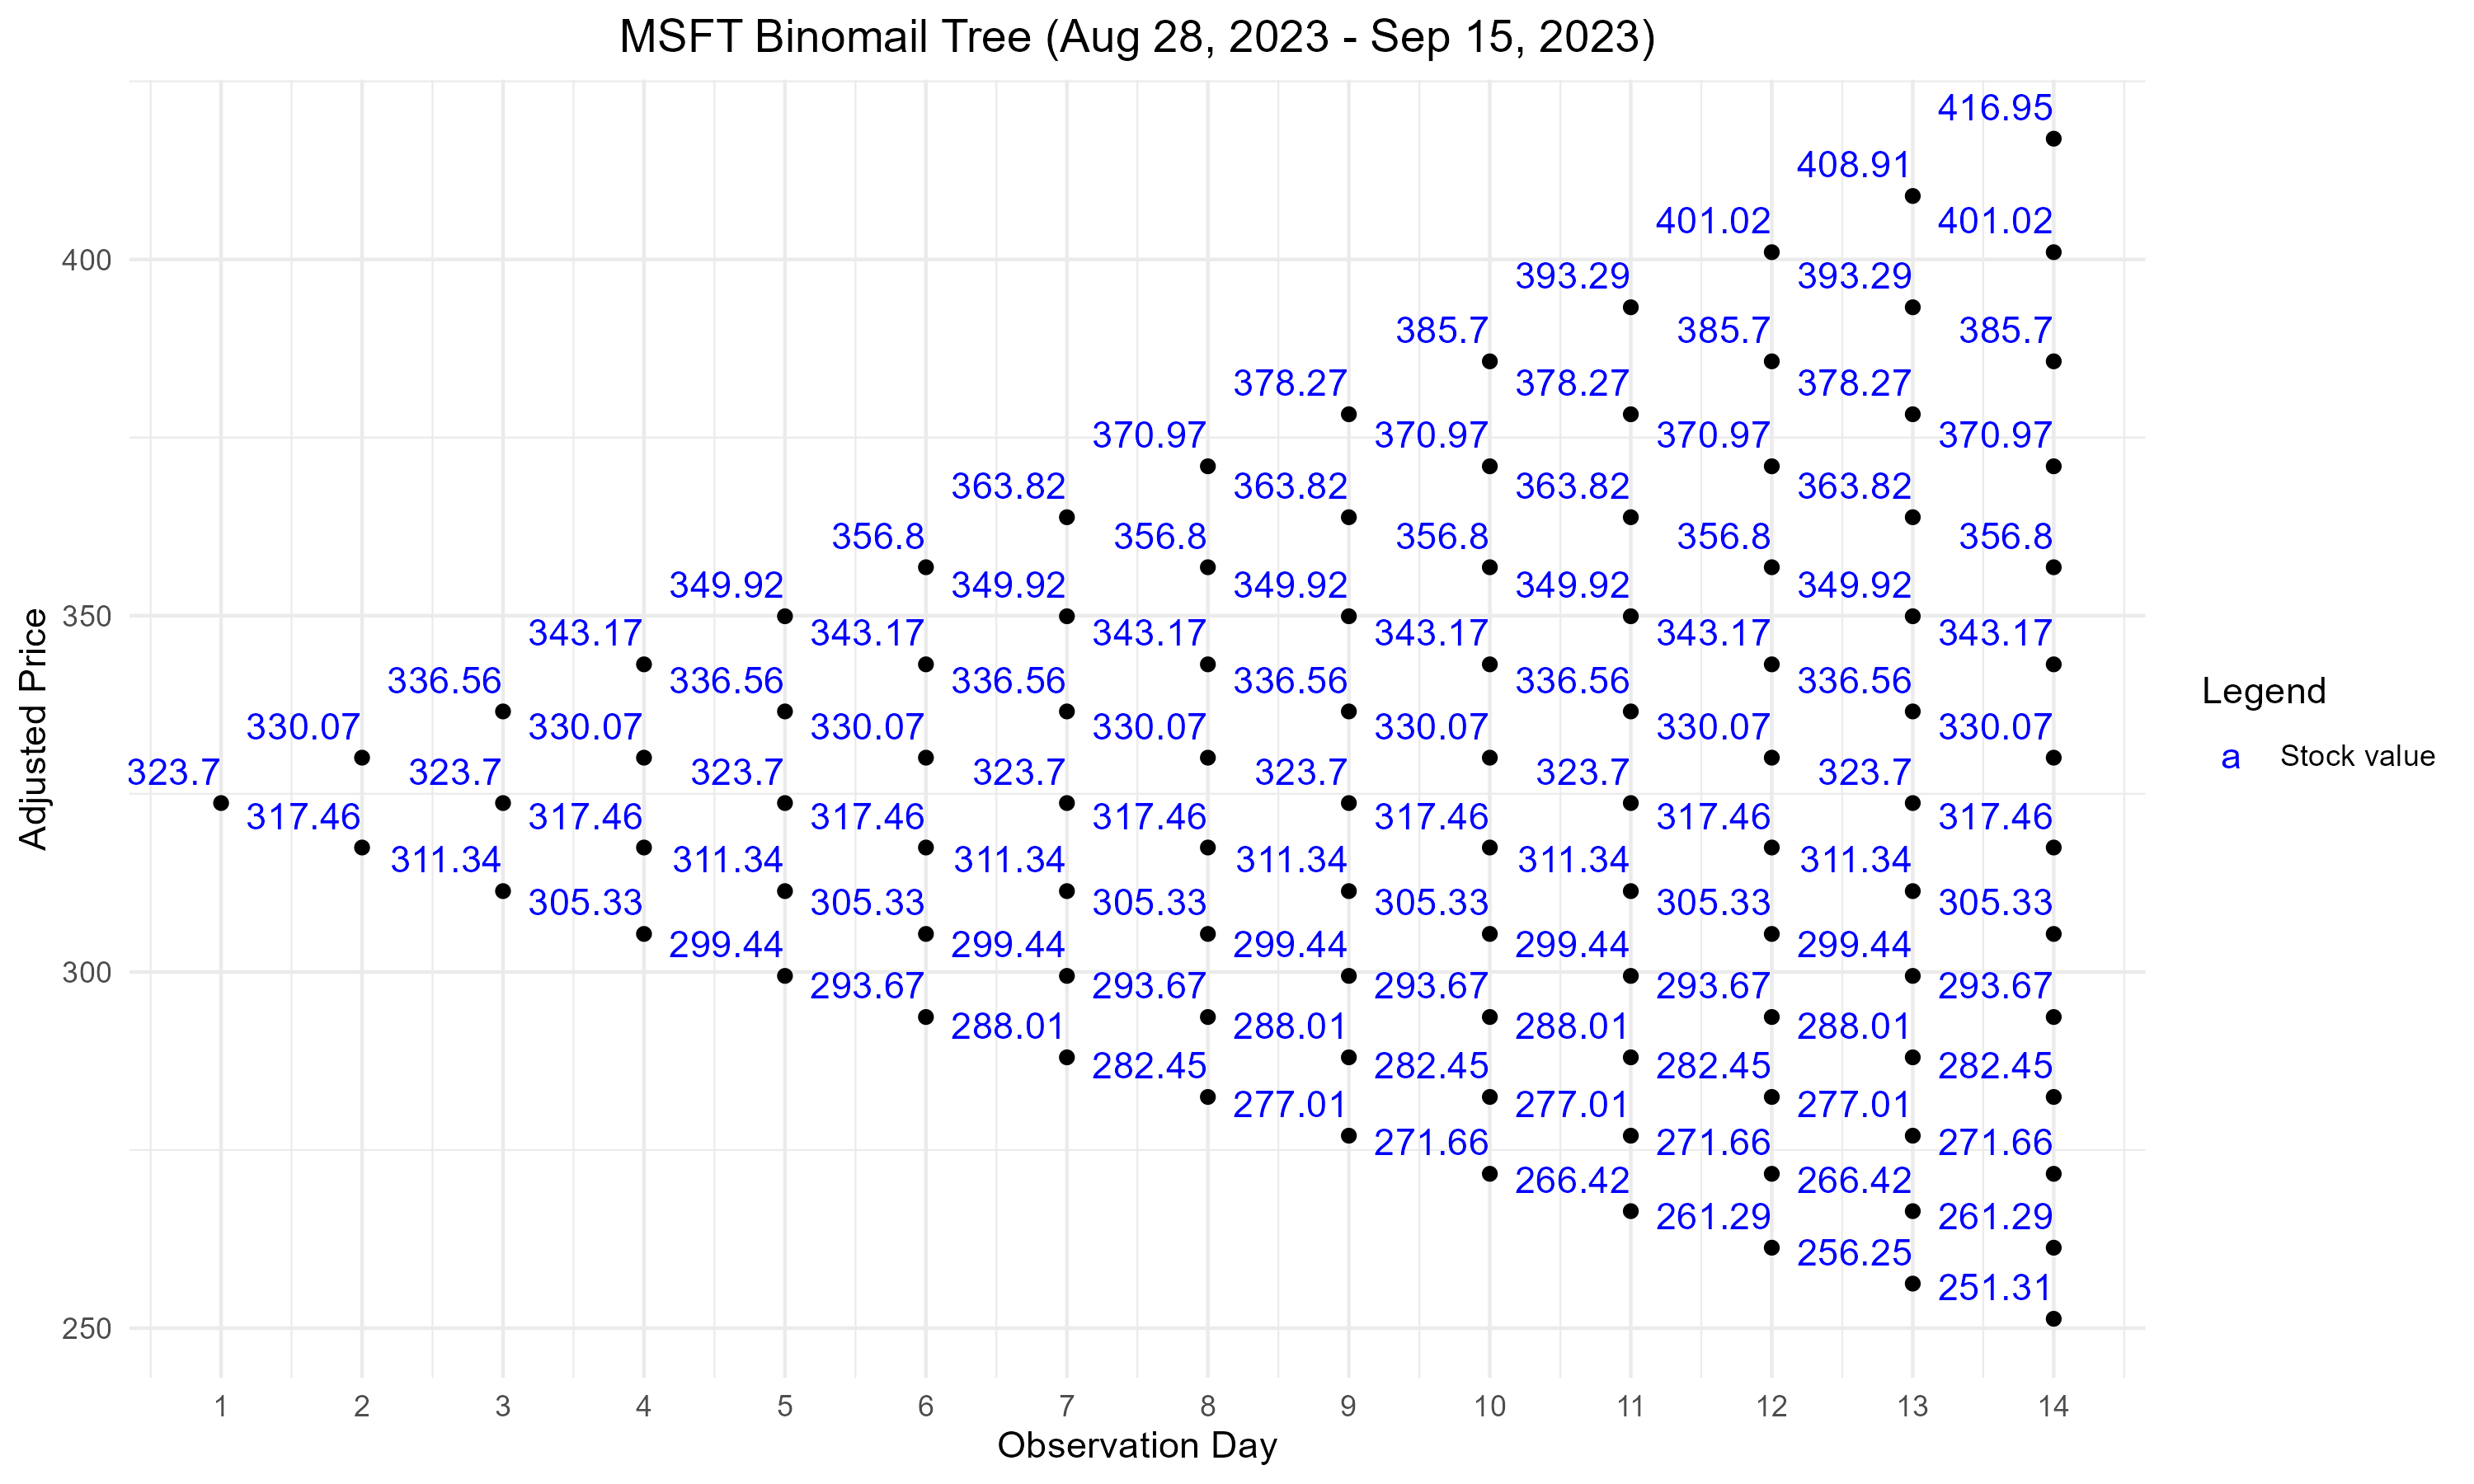 MSFT Binomail Tree (Aug 28, 2023 - Sep 15, 2023)
416.95
408.91
401.02 401.02
393.29 393.29
385.7 385.7 385.7
378.27 378.27 378.27
370.97 370.97 370.97 370.97
363.82 363.82 363.82 363.82
356.8 356.8 356.8 356.8 356.8
349.92 349.92 349.92 349.92 349.92
343.17 343.17 343.17 343.17 343.17 343.17
336.56 336.56 336.56 336.56 336.56 336.56
330.07 330.07 330.07 330.07 330.07 330.07 330.07
323.7 323.7 323.7 323.7 323.7 323.7 323.7
317.46 317.46 317.46 317.46 317.46 317.46 317.46
311.34 311.34 311.34 311.34 311.34 311.34
305.33 305.33 305.33 305.33 305.33 305.33
299.44 299.44 299.44 299.44 299.44
293.67 293.67 293.67 293.67 293.67
288.01 288.01 288.01 288.01
282.45 282.45 282.45 282.45
277.01 277.01 277.01
271.66 271.66 271.66
266.42 266.42
261.29 261.29
256.25
251.31
400
350
300
250
Adjusted Price
1 2 3 4 5 6 7 8 9 10 11 12 13 14
Observation Day
Legend
a Stock value